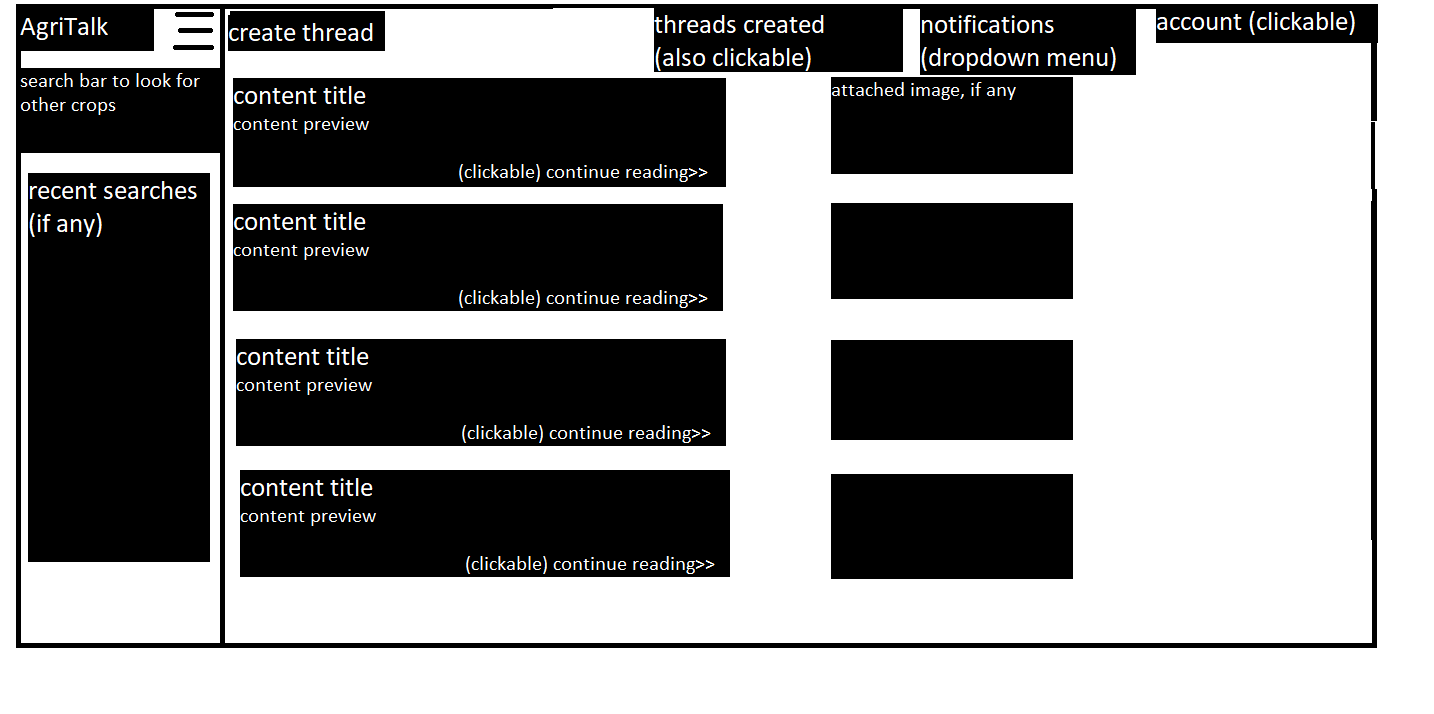 AgriTalk
search bar to look for
other crops
recent searches
(if any)
create thread
threads created
(also clickable)
notifications
(dropdown menu)
account (clickable)
content title
content preview
(clickable) continue reading>>
attached image, if any
content title
content preview
(clickable) continue reading>>
content title
content preview
(clickable) continue reading>>
content title
content preview
(clickable) continue reading>>